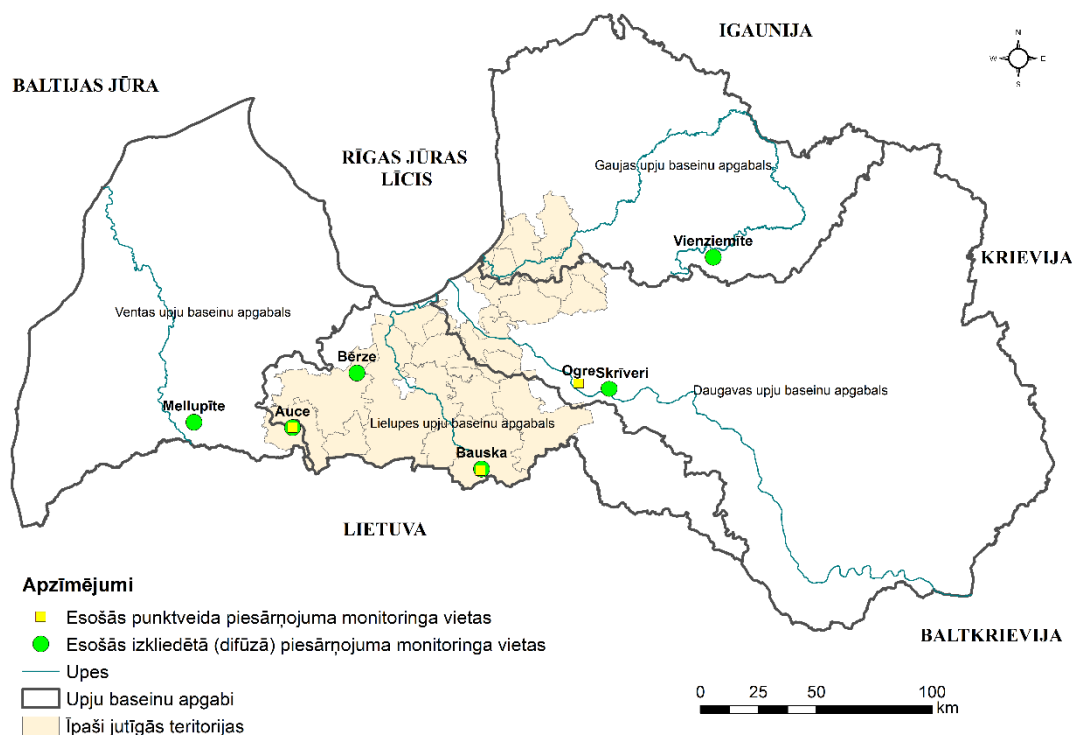 IGAUNIJA
N
W E
S
BALTIJAS JŪRA
RĪGAS JŪRAS
LĪCIS
Gaujas upju baseinu apgabals
Vienziemīte
KRIEVIJA
Ventas upju baseinu apgabals
Bērze
Ogre
Skrīveri
Daugavas upju baseinu apgabals
Mellupīte
Auce
Lielupes upju baseinu apgabals
Bauska
LIETUVA
Apzīmējumi
Esošās punktveida piesārņojuma monitoringa vietas
Esošās izkliedētā (difūzā) piesārņojuma monitoringa vietas
BALTKRIEVIJA
Upes
Upju baseinu apgabi
0 25 50 100
km
Īpaši jutīgās teritorijas